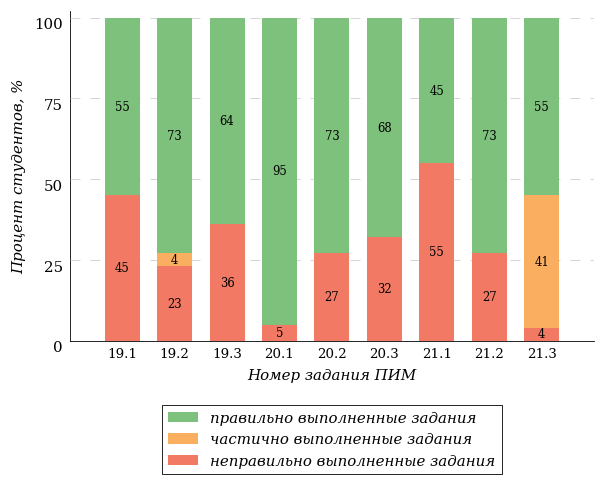 Процент студентов, %
100
75
50
25
0
55 73 64 95 73 68 45 73 55
4 41
45 23 36 5 27 32 55 27 4
19.1 19.2 19.3 20.1 20.2 20.3 21.1 21.2 21.3
Номер задания ПИМ
правильно выполненные задания
частично выполненные задания
неправильно выполненные задания